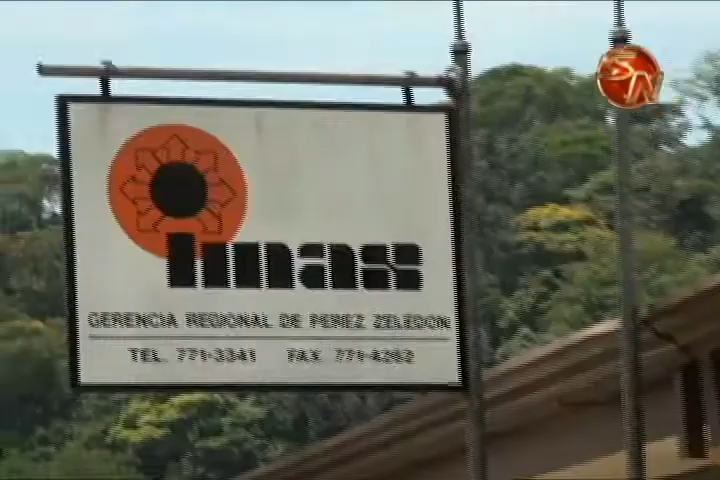 imas
GERENCIA REGIONAL DE PEREZ ZELEDON
TEL. 771-3341 FAX. 771-4262